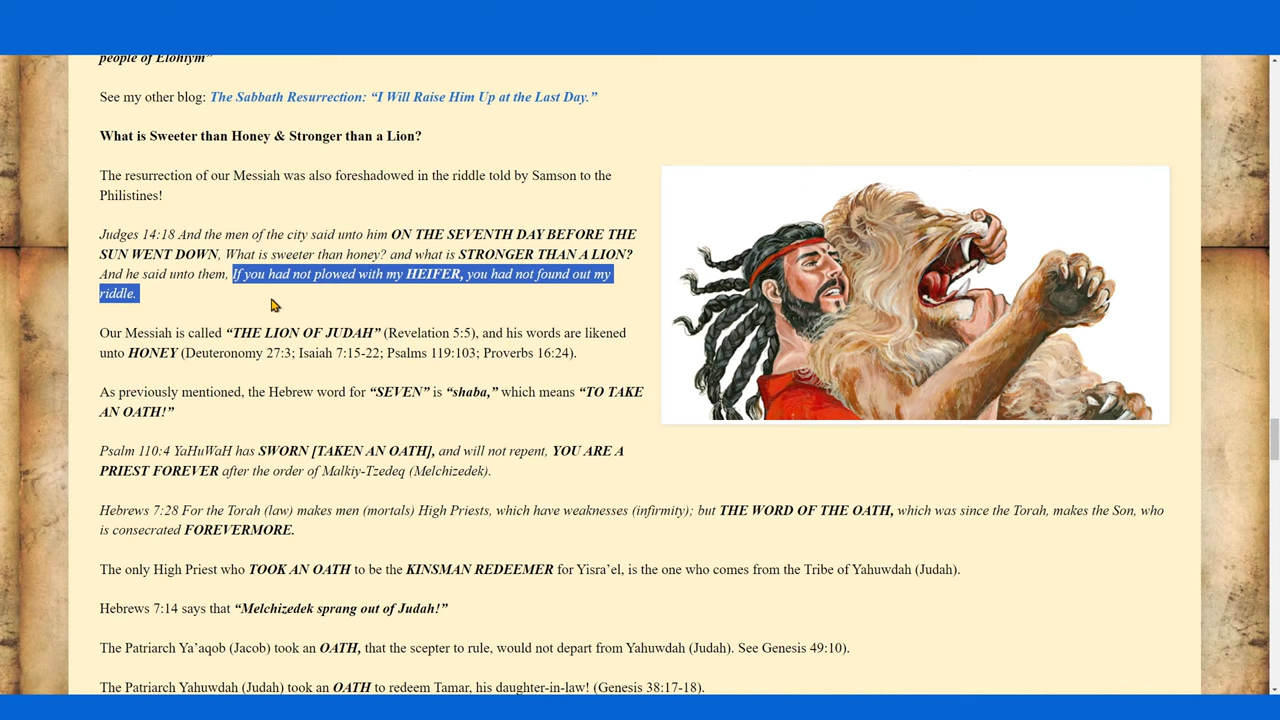 people of Elohiym”
See my other blog: The Sabbath Resurrection: “I Will Raise Him Up at the Last Day.”
What is Sweeter than Honey & Stronger than a Lion?
The resurrection of our Messiah was also foreshadowed in the riddle told by Samson to the
Philistines!
Judges 14:18 And the men of the city said unto him ON THE SEVENTH DAY BEFORE THE
SUN WENT DOWN, What is sweeter than honey? and what is STRONGER THAN A LION?
And he said unto them, If you had not plowed with my HEIFER, you had not found out my
riddle.
Our Messiah is called “THE LION OF JUDAH” (Revelation 5:5), and his words are likened
unto HONEY (Deuteronomy 27:3; Isaiah 7:15-22; Psalms 119:103; Proverbs 16:24).
As previously mentioned, the Hebrew word for “SEVEN” is “shaba,” which means “TO TAKE
AN OATH!”
Psalm 110:4 YaHuWaH has SWORN [TAKEN AN OATH], and will not repent, YOU ARE A
PRIEST FOREVER after the order of Malkiy-Tzedeq (Melchizedek).
Hebrews 7:28 For the Torah (law) makes men (mortals) High Priests, which have weaknesses (infirmity); but THE WORD OF THE OATH, which was since the Torah, makes the Son, who
is consecrated FOREVERMORE.
The only High Priest who TOOK AN OATH to be the KINSMAN REDEEMER for Yisra’el, is the one who comes from the Tribe of Yahuwdah (Judah).
Hebrews 7:14 says that “Melchizedek sprang out of Judah!”
The Patriarch Ya’aqob (Jacob) took an OATH, that the scepter to rule, would not depart from Yahuwdah (Judah). See Genesis 49:10).
The Patriarch Yahuwdah (Judah) took an OATH to redeem Tamar, his daughter-in-law! (Genesis 38:17-18).